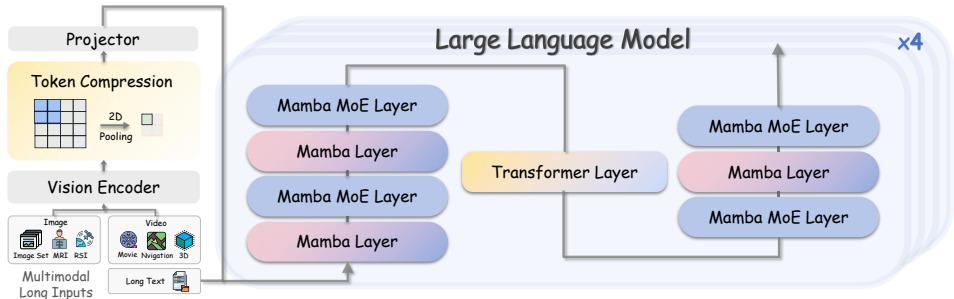 Projector
Token Compression
2D
Pooling
Vision Encoder
Image
Image Set MRI RSI
Video
Movie Nvigation 3D
Multimodal
Long Inputs
Long Text
Large Language Model
×4
Mamba MoE Layer
Mamba Layer
Mamba MoE Layer
Mamba Layer
Transformer Layer
Mamba MoE Layer
Mamba Layer
Mamba MoE Layer